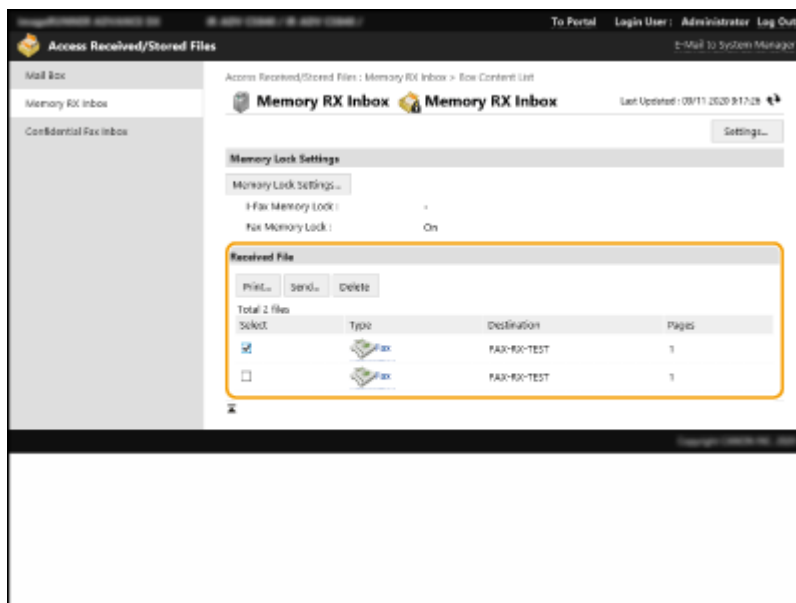 To Portal Login User : Administrator Log Out
Access Received/Stored Files E-Mail to System Manager
Mail Box
Memory RX Inbox
Confidential Fax Inbox
Access Received/Stored Files : Memory RX Inbox > Box Content List
Memory RX Inbox Memory RX Inbox Last Updated : 09/11 2020 9:17:28
Settings...
Memory Lock Settings
Memory Lock Settings...
I-Fax Memory Lock : -
Fax Memory Lock : On
Received File
Print... Send... Delete
Total 2 files
Select Type Destination Pages
Fax FAX-RX-TEST 1
Fax FAX-RX-TEST 1